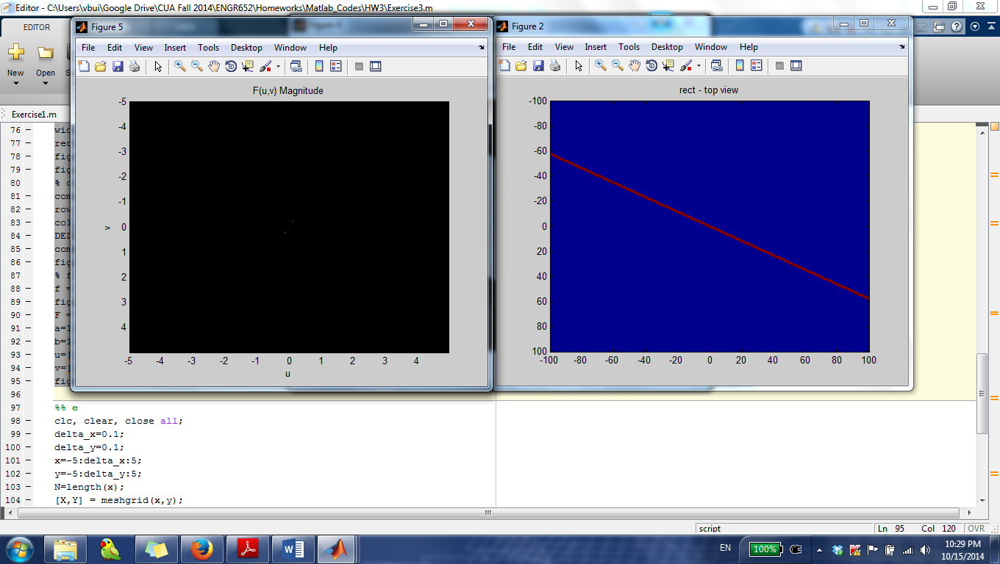 Editor - C:\Users\vbui\Google Drive\CUA Fall 2014\ENGR652\Homeworks\Matlab_Codes\HW3\Exercise3.m
EDITOR
New
Open
Exercise1.m
Figure 5
File Edit View Insert Tools Desktop Window Help
F(u,v) Magnitude
-5
-4
-3
-2
-1
0
1
2
3
4
v
-5 -4 -3 -2 -1 0 1 2 3 4
u
Figure 2
File Edit View Insert Tools Desktop Window Help
rect - top view
-100
-80
-60
-40
-20
0
20
40
60
80
100
-100 -80 -60 -40 -20 0 20 40 60 80 100
76 - wid
77 - rec
78 - fig
79 - fig
80 % c
81 - com
82 - row
83 - col
84 - DEL
85 - com
86 - fig
87 % f
88 - f =
89 - fig
90 - F =
91 - a=1
92 - b=1
93 - u=[
94 - v=[
95 - fig
96
97 %% e
98 - clc, clear, close all;
99 - delta_x=0.1;
100 - delta_y=0.1;
101 - x=-5:delta_x:5;
102 - y=-5:delta_y:5;
103 - N=length(x);
104 - [X,Y] = meshgrid(x,y);
script Ln 95 Col 120 OVR
EN 100% 10:29 PM
10/15/2014